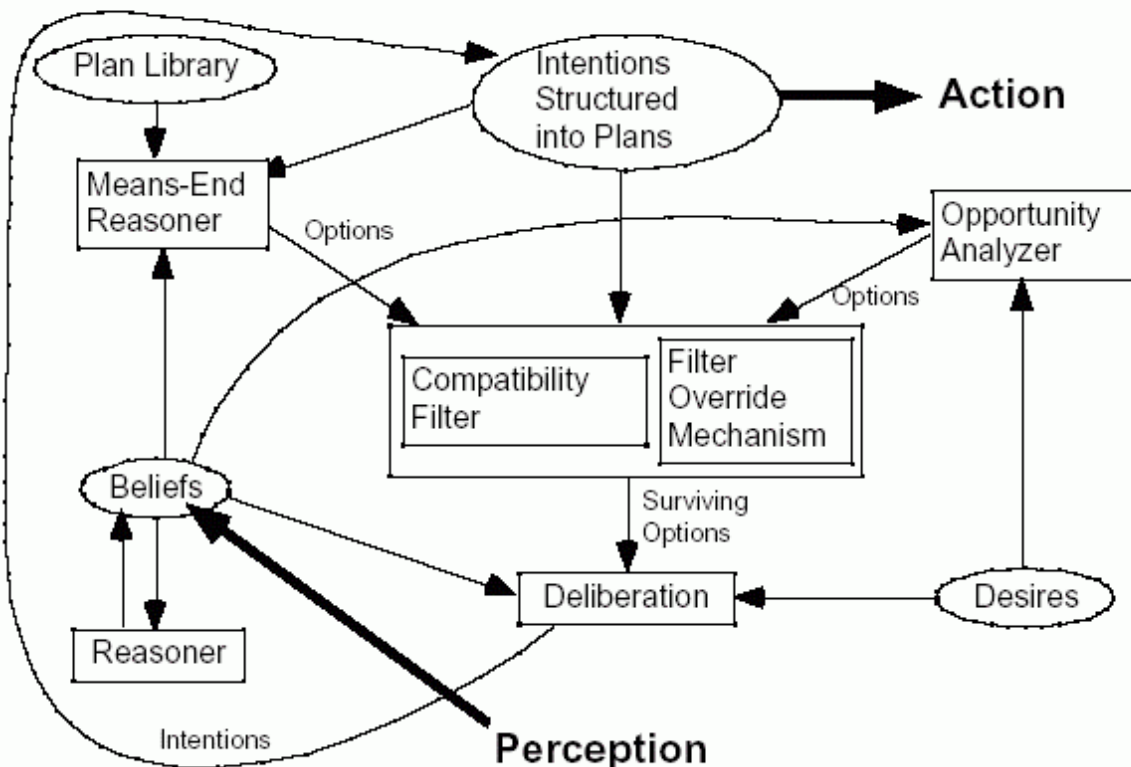 Plan Library
Intentions
Structured
into Plans
Action
Means-End
Reasoner
Options
Opportunity
Analyzer
Options
Compatibility
Filter
Filter
Override
Mechanism
Beliefs
Surviving
Options
Deliberation
Desires
Reasoner
Intentions
Perception